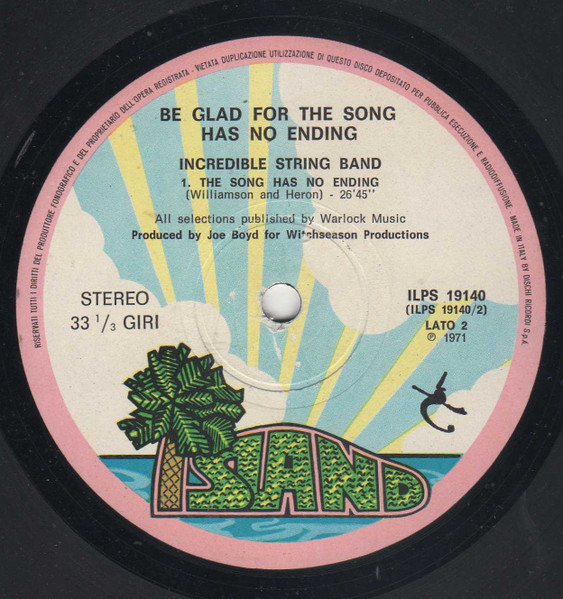 RISERVATI TUTTI I DIRITTI DEL PRODUTTORE FONOGRAFICO E DEL PROPRIETARIO DELL'OPERA REGISTRATA - VIETATA DUPLICAZIONE UTILIZZAZIONE DI QUESTO DISCO DEPOSITATO PER PUBBLICA ESECUZIONE E RADIODIFFUSIONE. MADE IN ITALY BY DISCHI RICORDI S.p.A.
BE GLAD FOR THE SONG
HAS NO ENDING
INCREDIBLE STRING BAND
1. THE SONG HAS NO ENDING
(Williamson and Heron) - 26'45''
All selections published by Warlock Music
Produced by Joe Boyd for Witchseason Productions
STEREO
33 1/3 GIRI
ILPS 19140
(ILPS 19140/2)
LATO 2
℗ 1971
ISLAND